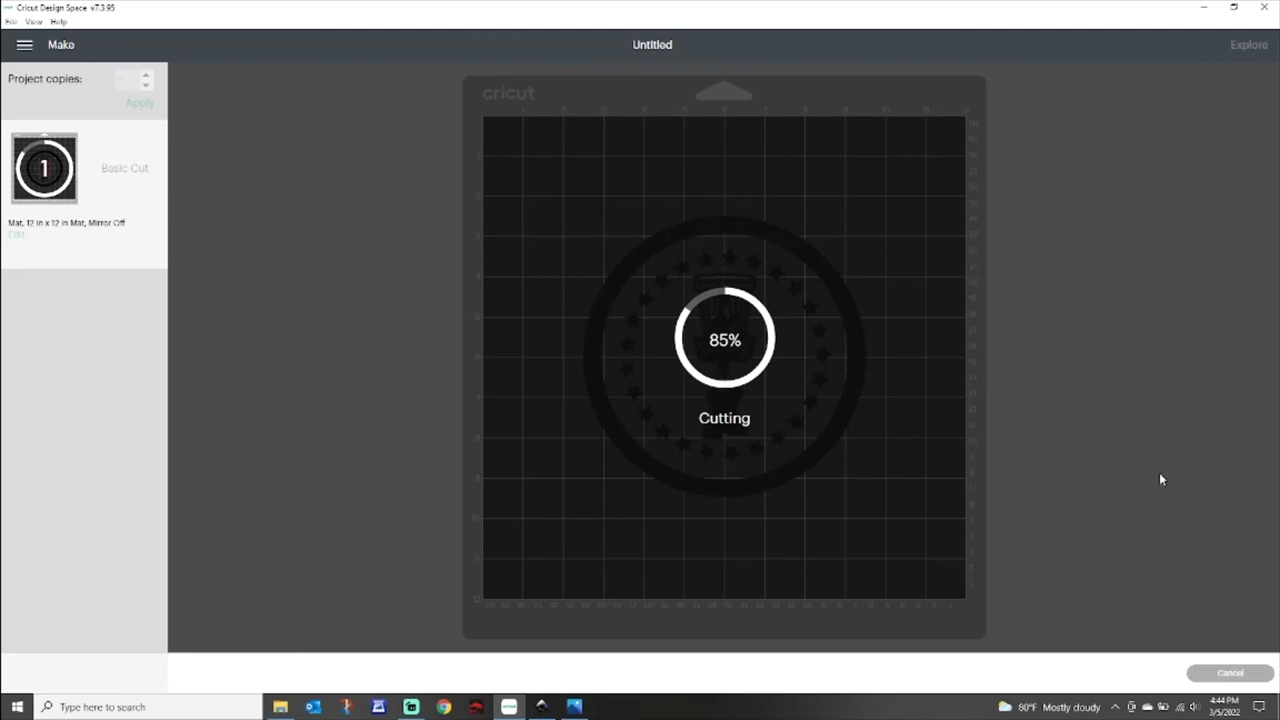 Cricut Design Space v7.3.95
File View Help
Make
Untitled
Explore
Project copies:
Apply
1
Basic Cut
Mat, 12 in x 12 in Mat, Mirror Off
Edit
cricut
85%
Cutting
Cancel
Type here to search
80°F Mostly cloudy
4:44 PM
3/5/2022